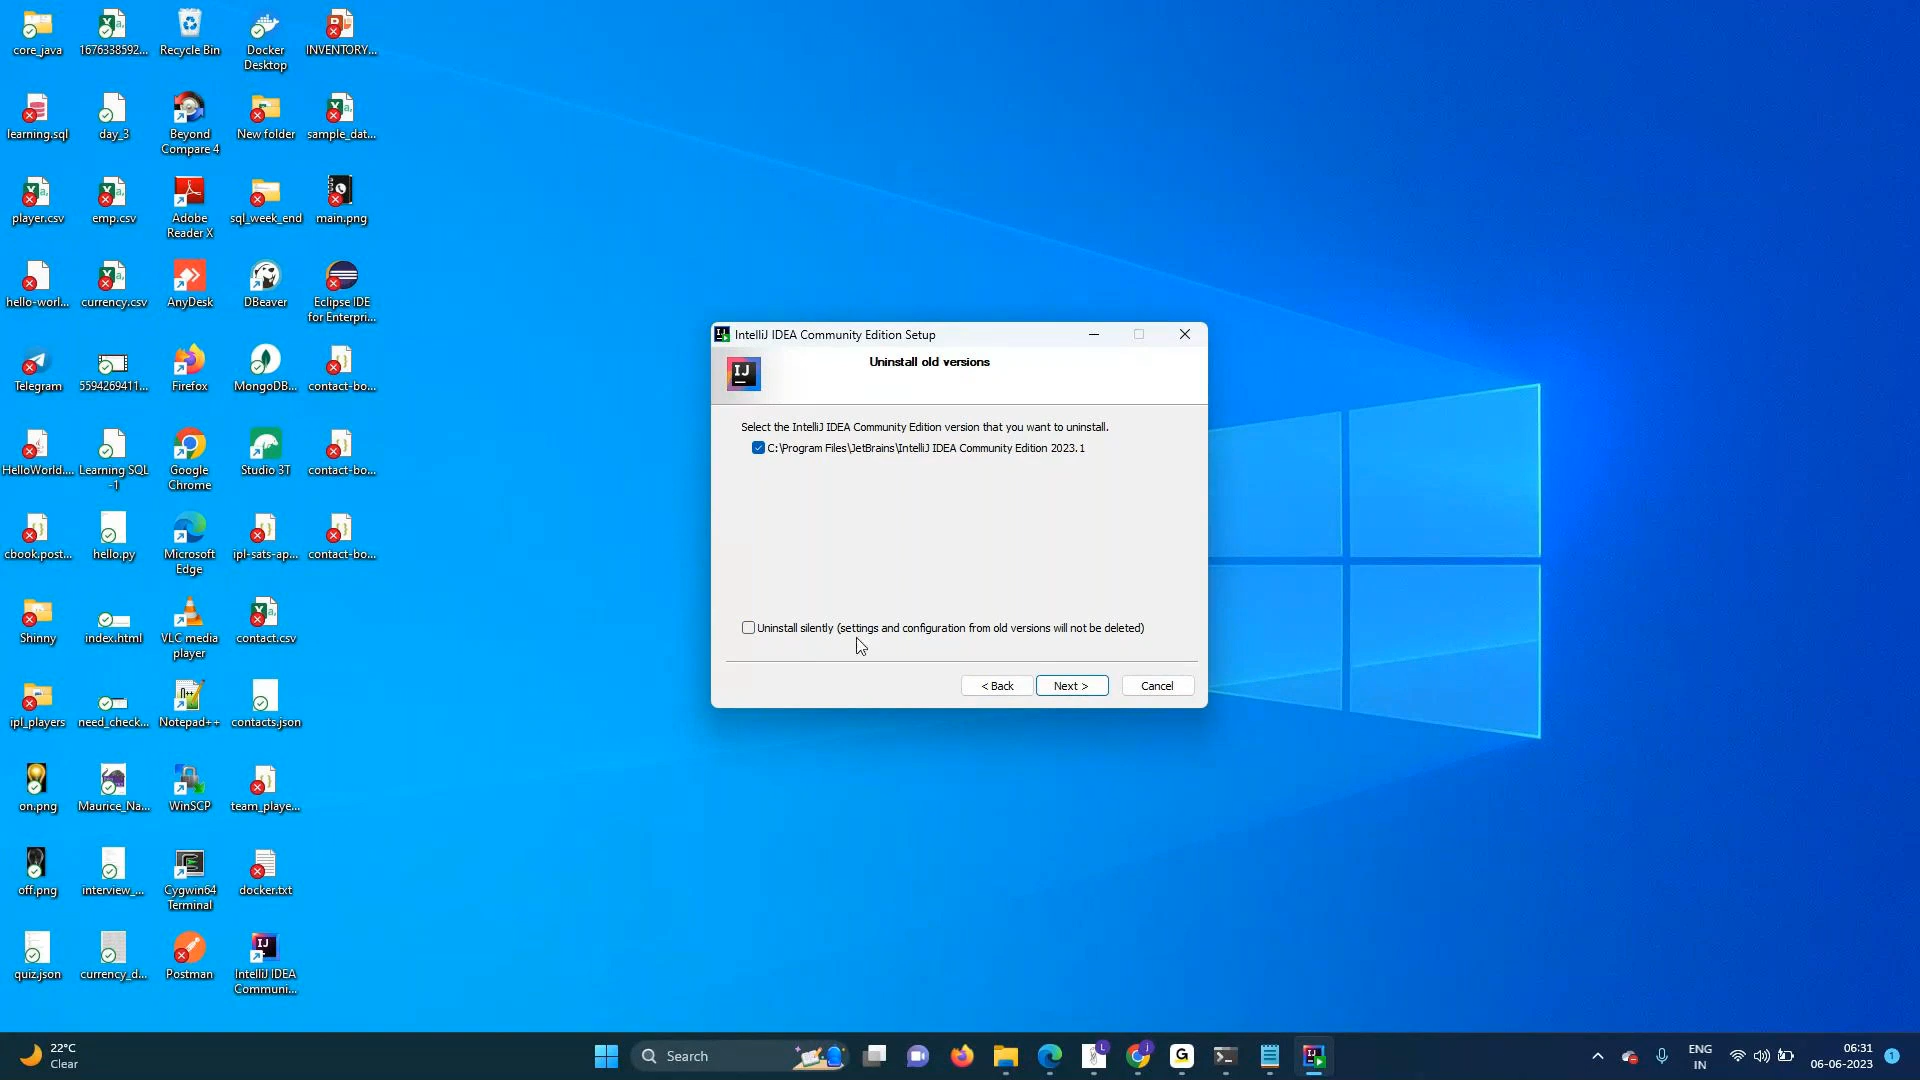 core_java
1676338592...
Recycle Bin
Docker
Desktop
INVENTORY...
learning.sql
day_3
Beyond
Compare 4
New folder
sample_dat...
player.csv
emp.csv
Adobe
Reader X
sql_week_end
main.png
hello-worl...
currency.csv
AnyDesk
DBeaver
Eclipse IDE
for Enterpri...
Telegram
5594269411...
Firefox
MongoDB...
contact-bo...
HelloWorld....
Learning SQL
-1
Google
Chrome
Studio 3T
contact-bo...
cbook.post...
hello.py
Microsoft
Edge
ipl-sats-ap...
contact-bo...
Shinny
index.html
VLC media
player
contact.csv
ipl_players
need_check...
Notepad++
contacts.json
on.png
Maurice_Na...
WinSCP
team_playe...
off.png
interview_...
Cygwin64
Terminal
docker.txt
quiz.json
currency_d...
Postman
IntelliJ IDEA
Communi...
IntelliJ IDEA Community Edition Setup
Uninstall old versions
Select the IntelliJ IDEA Community Edition version that you want to uninstall.
C:\Program Files\JetBrains\IntelliJ IDEA Community Edition 2023.1
Uninstall silently (settings and configuration from old versions will not be deleted)
< Back
Next >
Cancel
22°C
Clear
Search
ENG
IN
06:31
06-06-2023
1